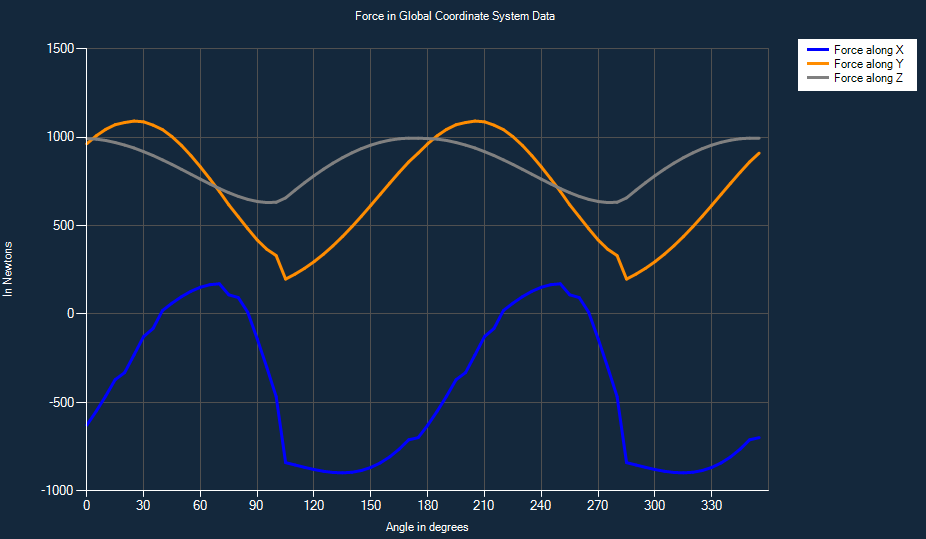 Force in Global Coordinate System Data
Force along X
Force along Y
Force along Z
In Newtons
1500
1000
500
0
-500
-1000
0 30 60 90 120 150 180 210 240 270 300 330
Angle in degrees